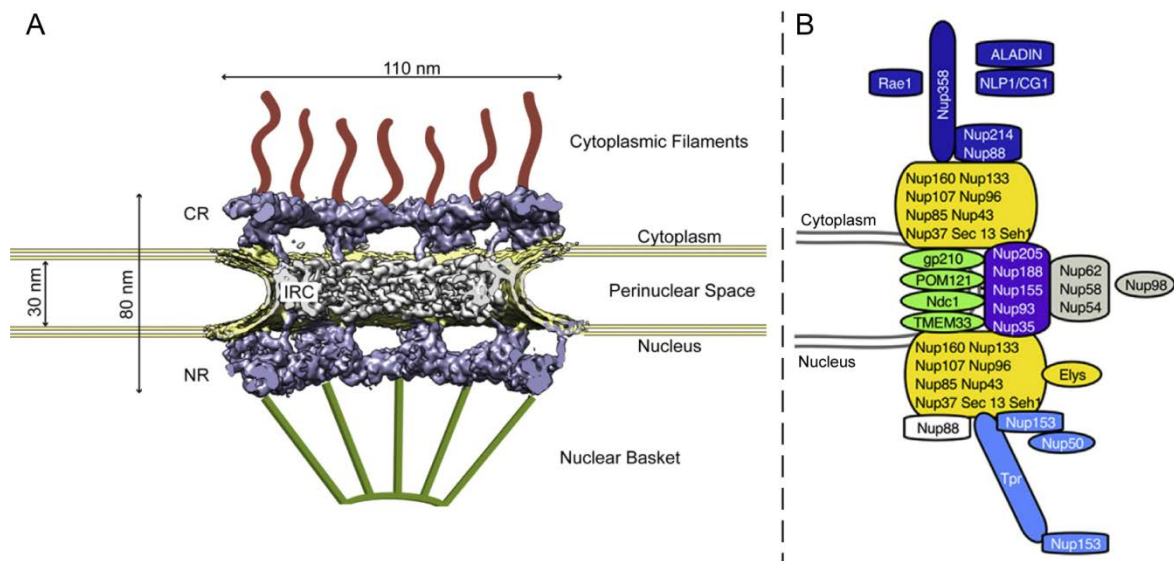 A
110 nm
Cytoplasmic Filaments
CR
Cytoplasm
30 nm
80 nm
IRC
Perinuclear Space
Nucleus
NR
Nuclear Basket
B
ALADIN
Rae1
Nup358
NLP1/CG1
Nup214
Nup88
Nup160 Nup133
Nup107 Nup96
Nup85 Nup43
Nup37 Sec 13 Seh1
Cytoplasm
gp210
POM121
Ndc1
TMEM33
Nup205
Nup188
Nup155
Nup93
Nup35
Nup62
Nup58
Nup54
Nup98
Nucleus
Nup160 Nup133
Nup107 Nup96
Nup85 Nup43
Nup37 Sec 13 Seh1
Elys
Nup88
Nup153
Nup50
Tpr
Nup153